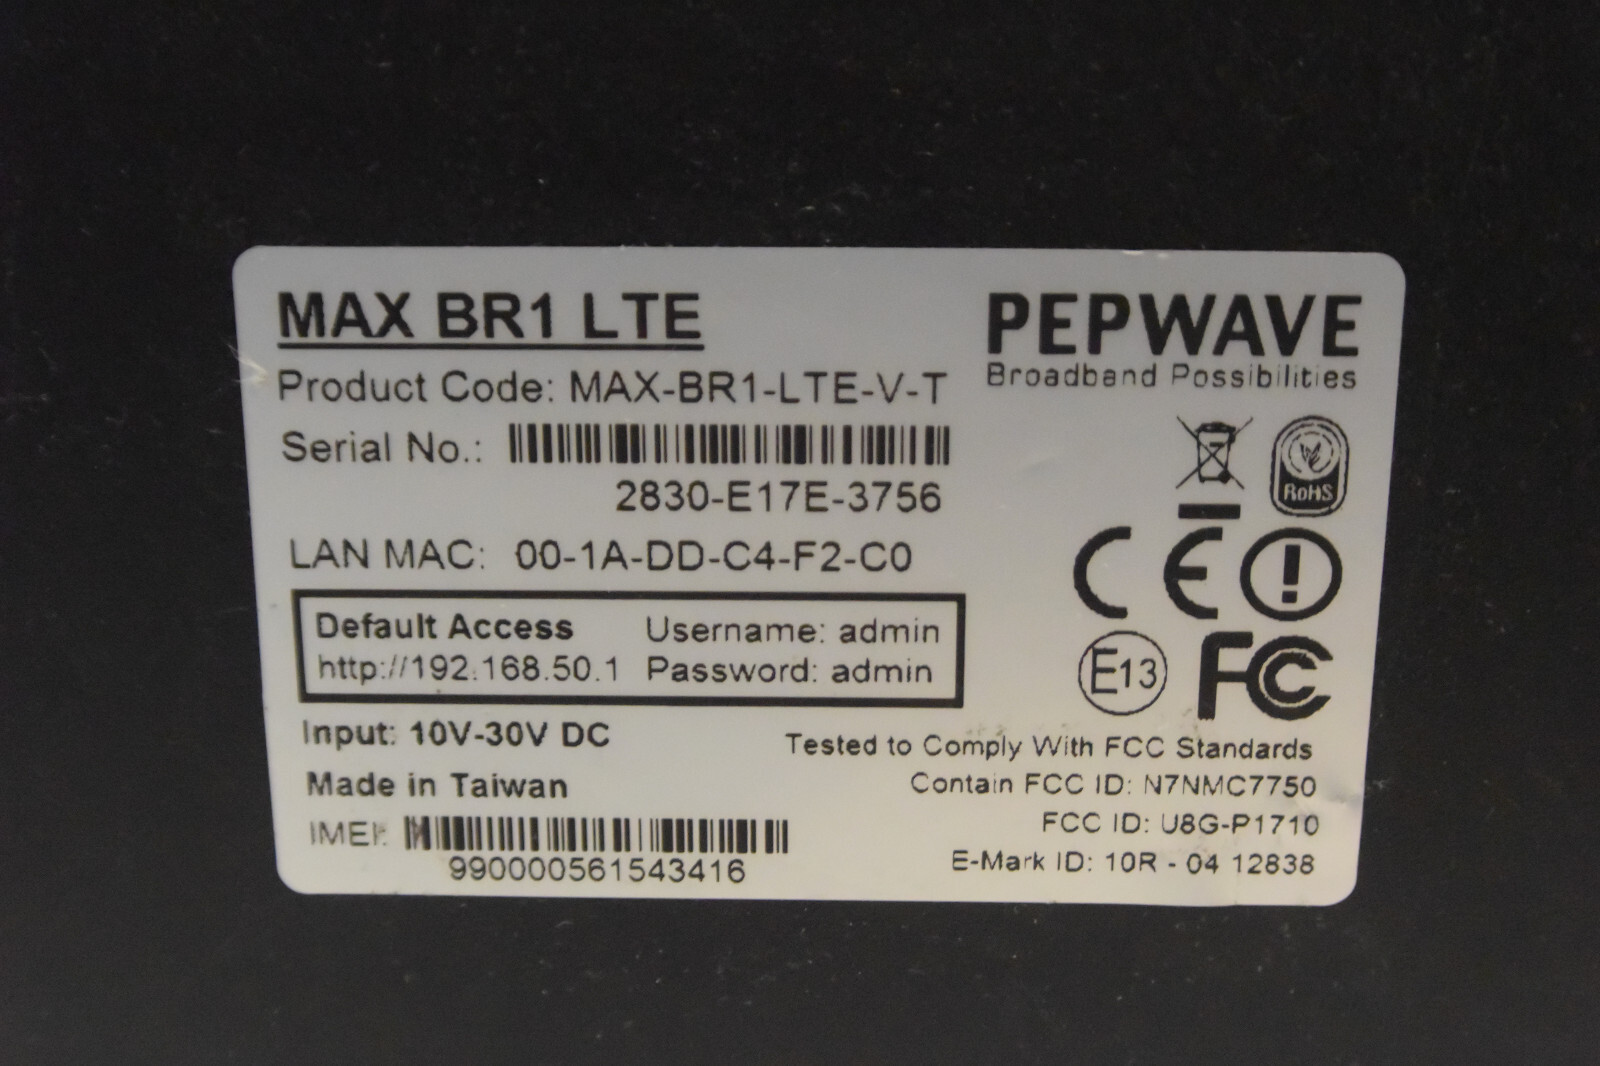 MAX BR1 LTE
PEPWAVE
Broadband Possibilities
Product Code: MAX-BR1-LTE-V-T
Serial No.:
2830-E17E-3756
RoHS
LAN MAC: 00-1A-DD-C4-F2-C0
CE
Default Access Username: admin
http://192.168.50.1 Password: admin
E13
FC
Input: 10V-30V DC
Made in Taiwan
IMEI:
990000561543416
Tested to Comply With FCC Standards
Contain FCC ID: N7NMC7750
FCC ID: U8G-P1710
E-Mark ID: 10R - 04 12838